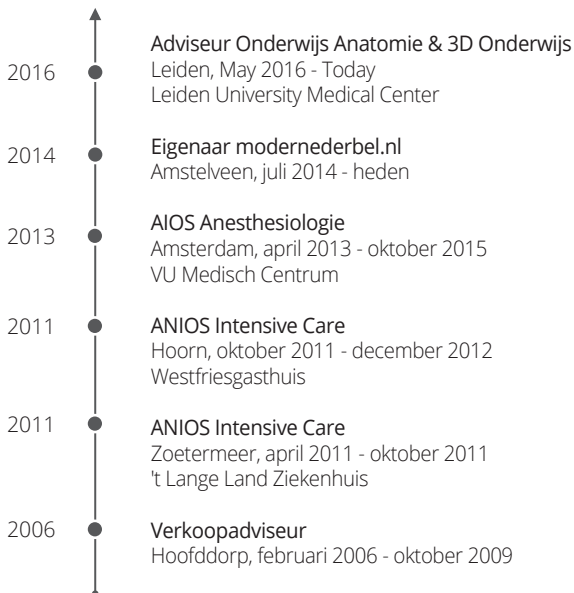 2016
Adviseur Onderwijs Anatomie & 3D Onderwijs
Leiden, May 2016 - Today
Leiden University Medical Center
2014
Eigenaar modernederbel.nl
Amstelveen, juli 2014 - heden
2013
AIOS Anesthesiologie
Amsterdam, april 2013 - oktober 2015
VU Medisch Centrum
2011
ANIOS Intensive Care
Hoorn, oktober 2011 - december 2012
Westfriesgasthuis
2011
ANIOS Intensive Care
Zoetermeer, april 2011 - oktober 2011
't Lange Land Ziekenhuis
2006
Verkoopadviseur
Hoofddorp, februari 2006 - oktober 2009